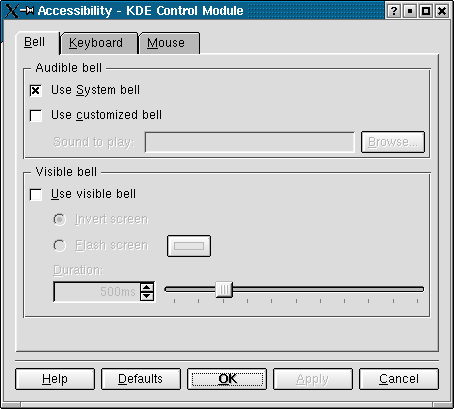 Accessibility - KDE Control Module
Bell Keyboard Mouse
Audible bell
Use System bell
Use customized bell
Sound to play: Browse...
Visible bell
Use visible bell
Invert screen
Flash screen
Duration:
500ms
Help Defaults OK Apply Cancel